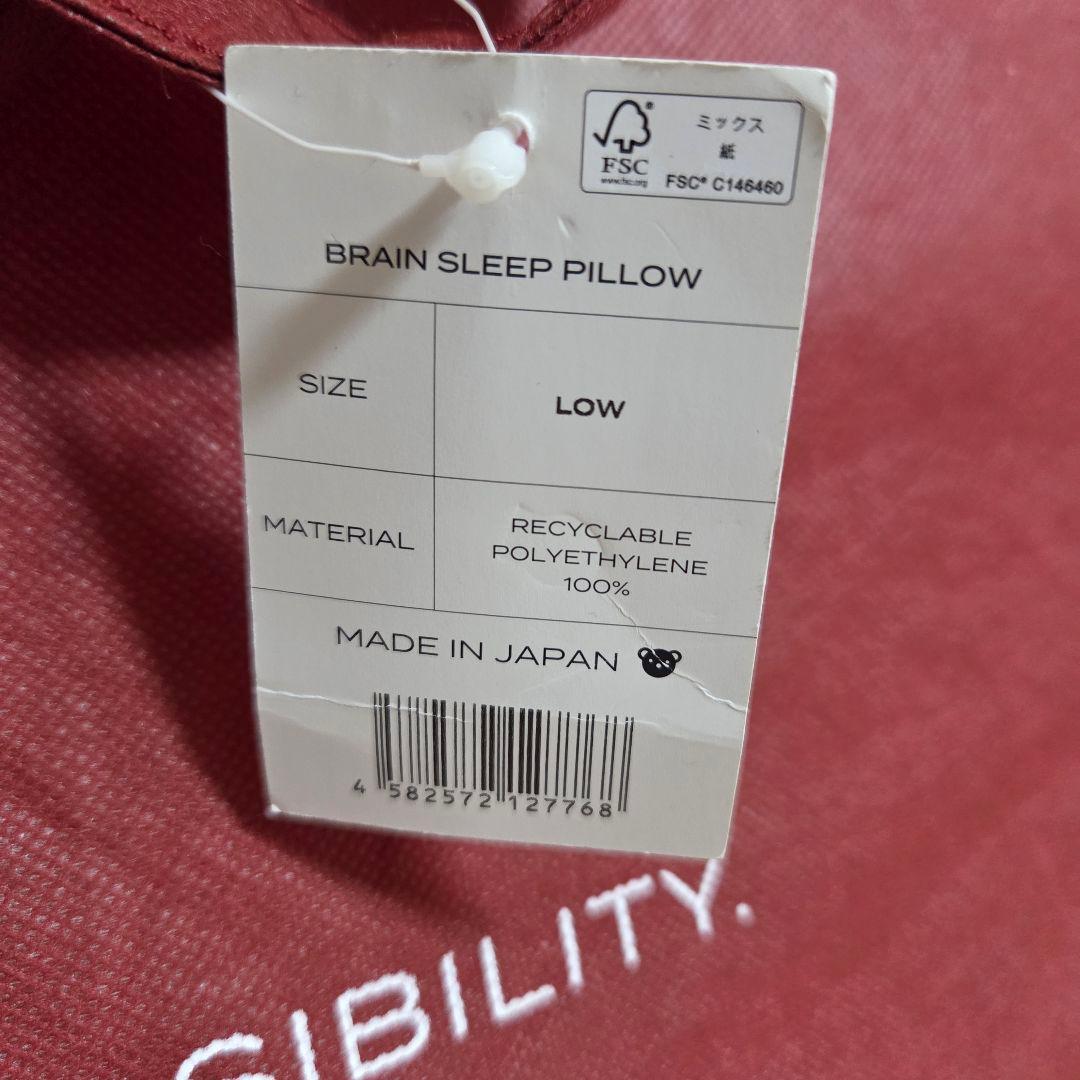 FSC®
www.fsc.org
ミックス
紙
FSC® C146460
BRAIN SLEEP PILLOW
SIZE
LOW
MATERIAL
RECYCLABLE
POLYETHYLENE
100%
MADE IN JAPAN
4 582572 127768
SIBILITY.